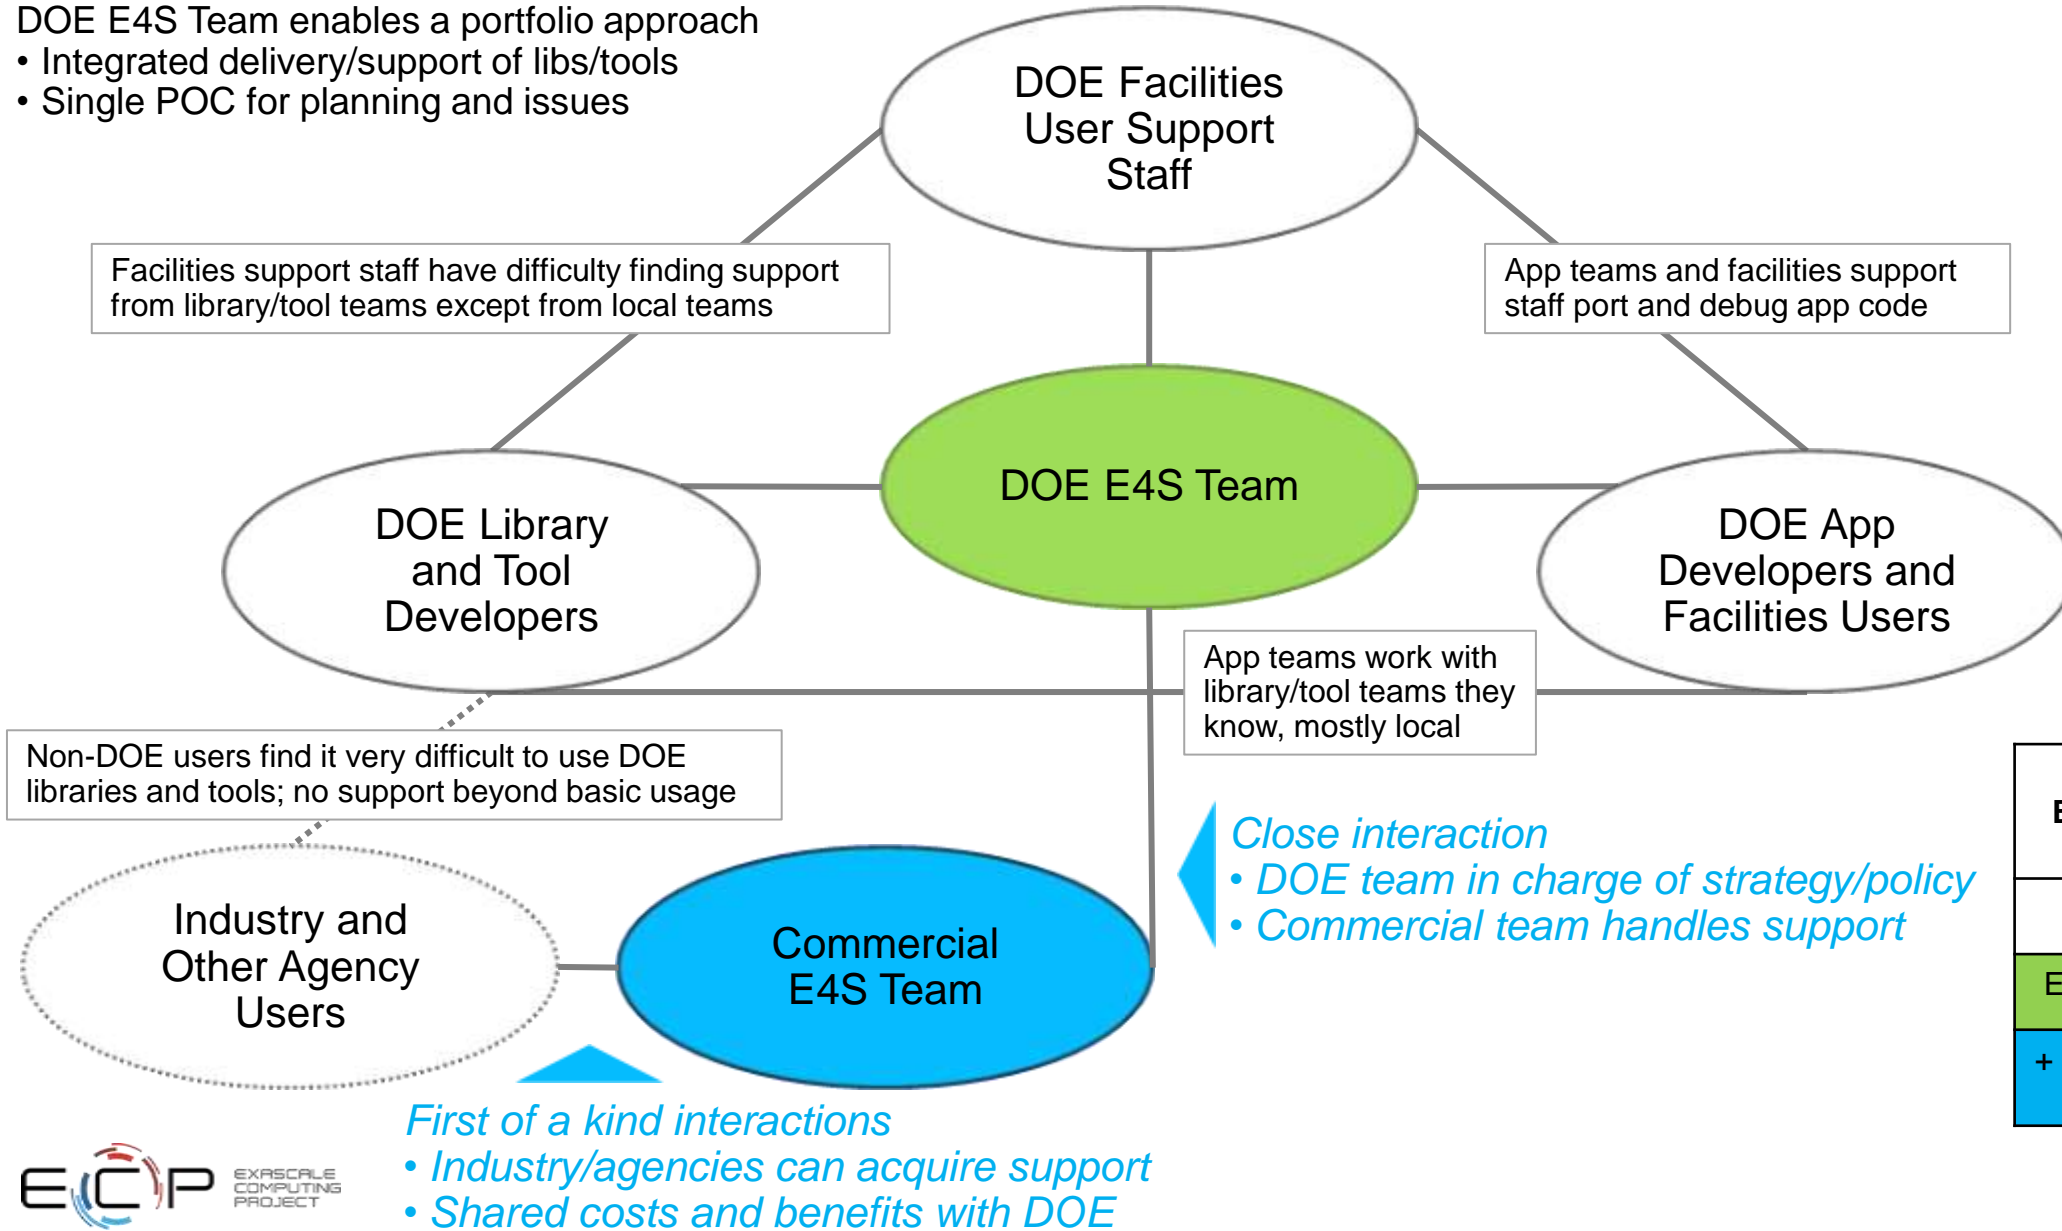 DOE E4S Team enables a portfolio approach
• Integrated delivery/support of libs/tools
• Single POC for planning and issues
DOE Facilities
User Support
Staff
Facilities support staff have difficulty finding support
from library/tool teams except from local teams
App teams and facilities support
staff port and debug app code
DOE E4S Team
DOE Library
and Tool
Developers
DOE App
Developers and
Facilities Users
App teams work with
library/tool teams they
know, mostly local
Non-DOE users find it very difficult to use DOE
libraries and tools; no support beyond basic usage
Close interaction
• DOE team in charge of strategy/policy
• Commercial team handles support
Industry and
Other Agency
Users
Commercial
E4S Team
First of a kind interactions
• Industry/agencies can acquire support
• Shared costs and benefits with DOE
ECP
EXASCALE
COMPUTING
PROJECT
+